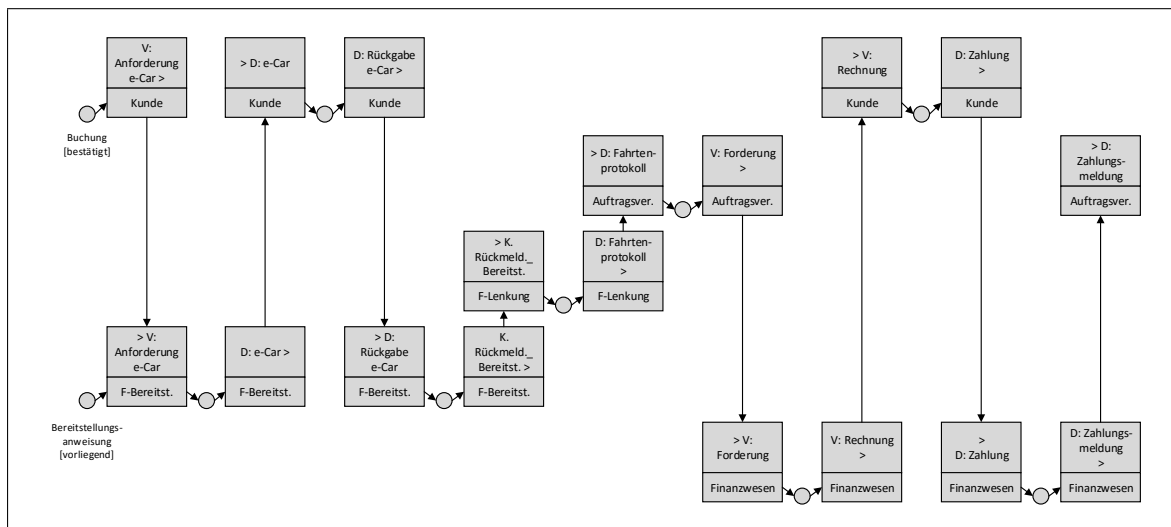 V:
Anforderung
e-Car >
Kunde
> D: e-Car
Kunde
D: Rückgabe
e-Car >
Kunde
> V:
Rechnung
Kunde
D: Zahlung
>
Kunde
Buchung
[bestätigt]
> D: Fahrten-
protokoll
Auftragsver.
V: Forderung
>
Auftragsver.
> D:
Zahlungs-
meldung
Auftragsver.
> K.
Rückmeld._
Bereitst.
F-Lenkung
D: Fahrten-
protokoll
>
F-Lenkung
> V:
Anforderung
e-Car
F-Bereitst.
D: e-Car >
F-Bereitst.
> D:
Rückgabe
e-Car
F-Bereitst.
K.
Rückmeld._
Bereitst. >
F-Bereitst.
Bereitstellungs-
anweisung
[vorliegend]
> V:
Forderung
Finanzwesen
V: Rechnung
>
Finanzwesen
>
D: Zahlung
Finanzwesen
D: Zahlungs-
meldung
>
Finanzwesen